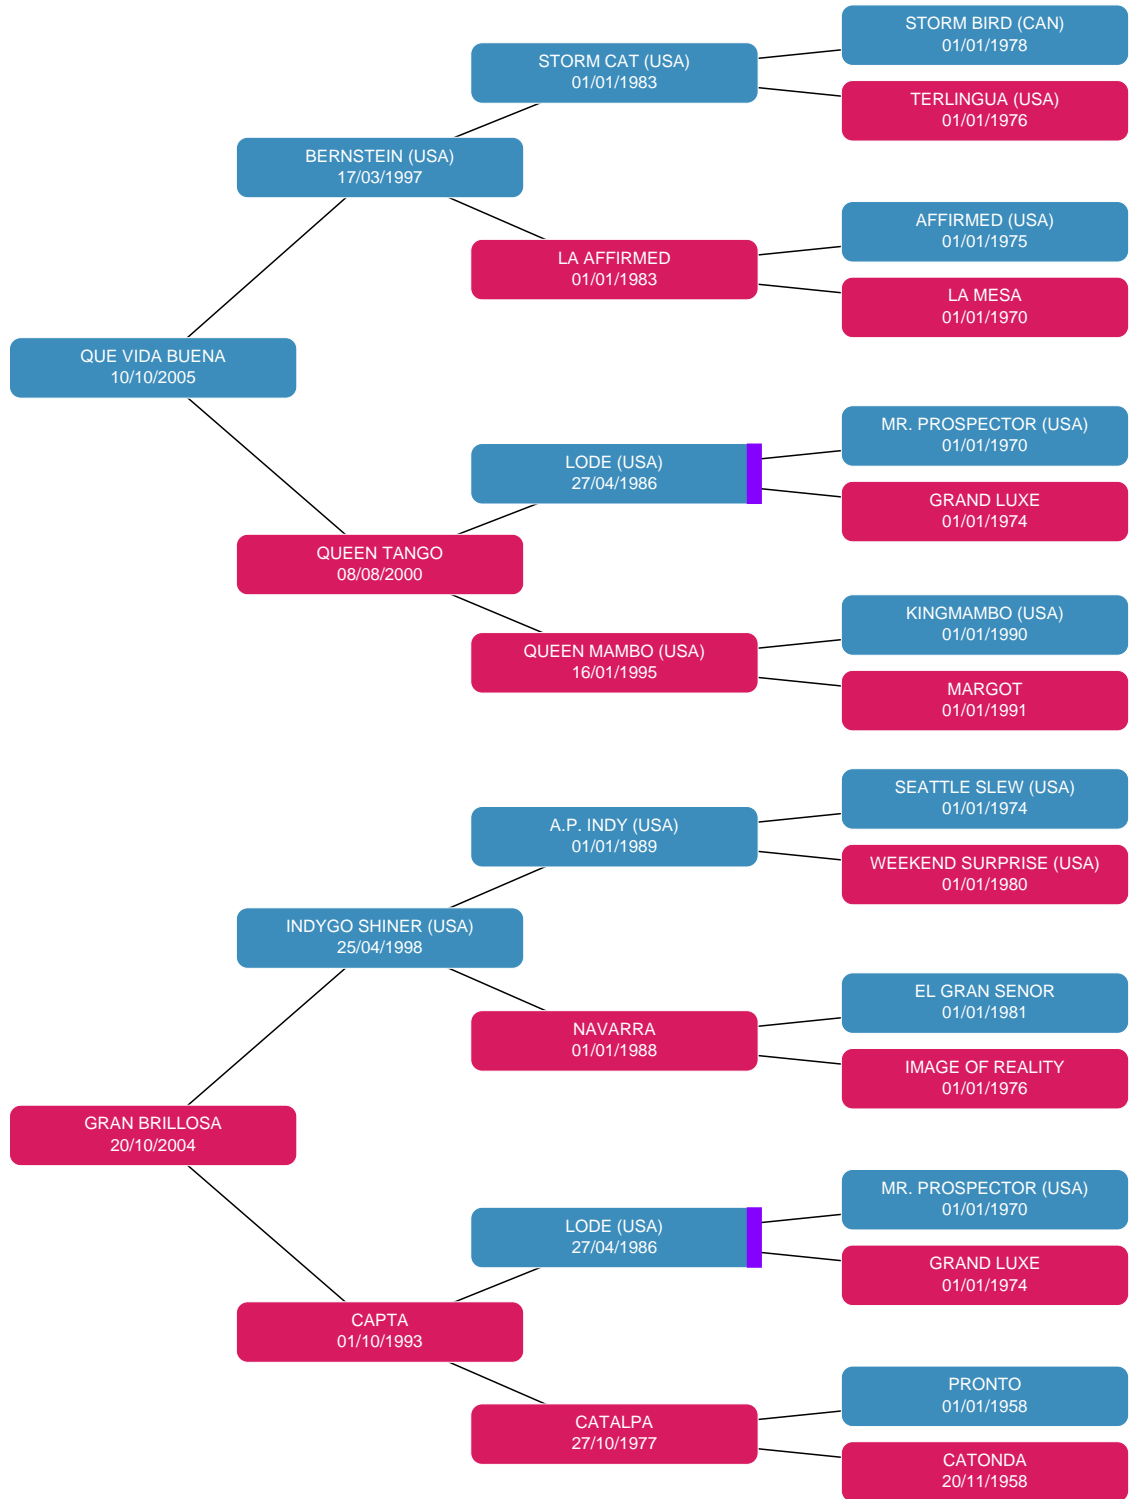 STORM BIRD (CAN)
01/01/1978
STORM CAT (USA)
01/01/1983
TERLINGUA (USA)
01/01/1976
BERNSTEIN (USA)
17/03/1997
AFFIRMED (USA)
01/01/1975
LA AFFIRMED
01/01/1983
LA MESA
01/01/1970
QUE VIDA BUENA
10/10/2005
MR. PROSPECTOR (USA)
01/01/1970
LODE (USA)
27/04/1986
GRAND LUXE
01/01/1974
QUEEN TANGO
08/08/2000
KINGMAMBO (USA)
01/01/1990
QUEEN MAMBO (USA)
16/01/1995
MARGOT
01/01/1991
SEATTLE SLEW (USA)
01/01/1974
A.P. INDY (USA)
01/01/1989
WEEKEND SURPRISE (USA)
01/01/1980
INDYGO SHINER (USA)
25/04/1998
EL GRAN SENOR
01/01/1981
NAVARRA
01/01/1988
IMAGE OF REALITY
01/01/1976
GRAN BRILLOSA
20/10/2004
MR. PROSPECTOR (USA)
01/01/1970
LODE (USA)
27/04/1986
GRAND LUXE
01/01/1974
CAPTA
01/10/1993
PRONTO
01/01/1958
CATALPA
27/10/1977
CATONDA
20/11/1958